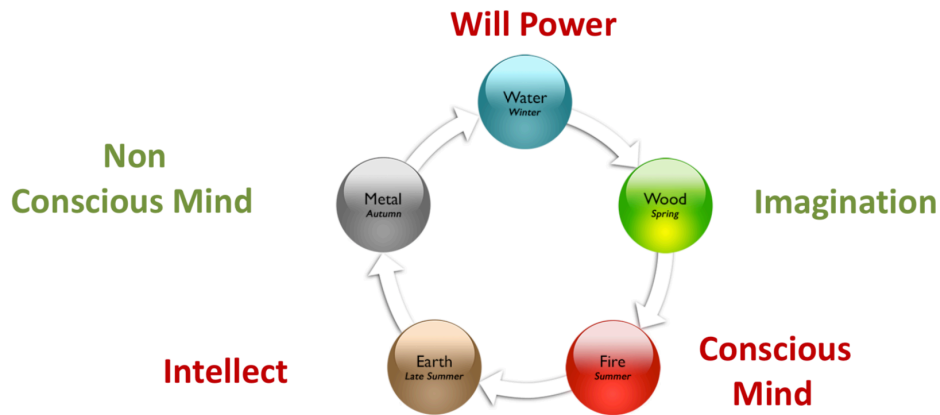 Will Power
Water
Winter
Non
Conscious Mind
Metal
Autumn
Wood
Spring
Imagination
Intellect
Earth
Late Summer
Fire
Summer
Conscious
Mind